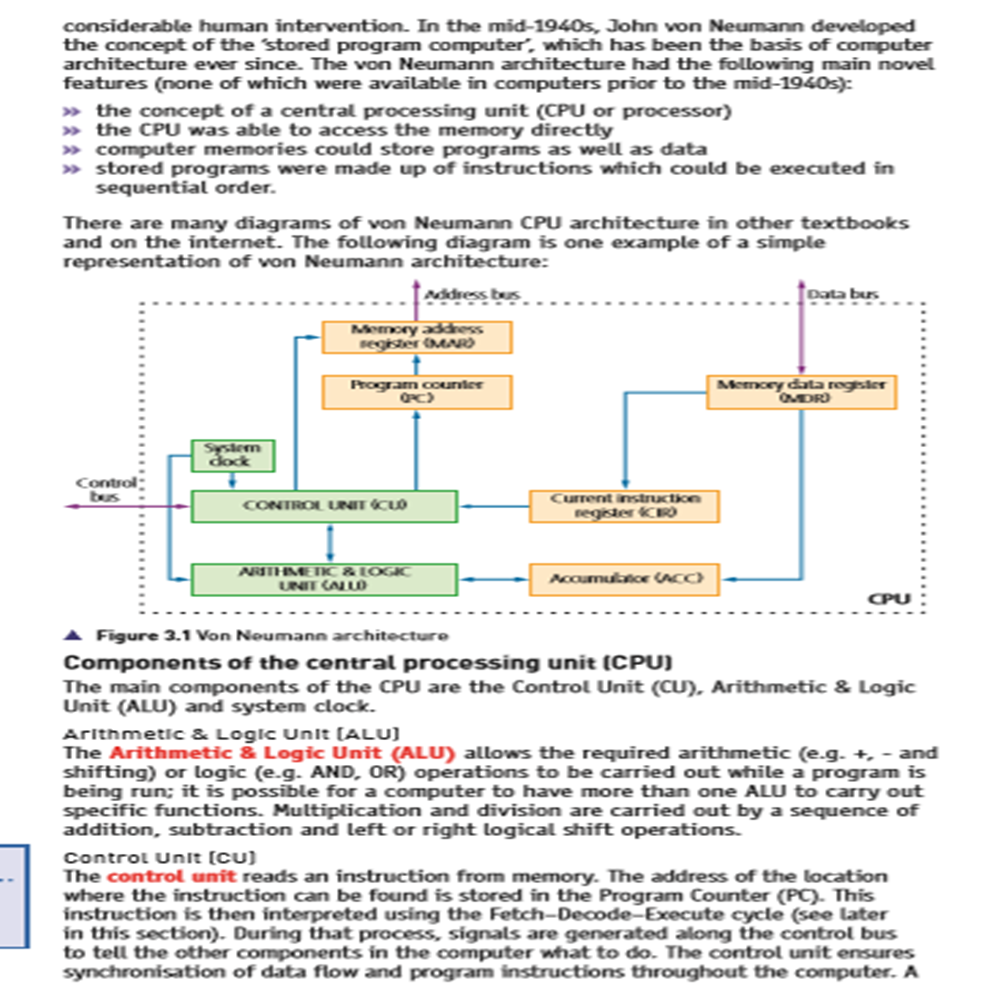 considerable human intervention. In the mid-1940s, John von Neumann developed
the concept of the ‘stored program computer’, which has been the basis of computer
architecture ever since. The von Neumann architecture had the following main novel
features (none of which were available in computers prior to the mid-1940s):
» the concept of a central processing unit (CPU or processor)
» the CPU was able to access the memory directly
» computer memories could store programs as well as data
» stored programs were made up of instructions which could be executed in
sequential order.
There are many diagrams of von Neumann CPU architecture in other textbooks
and on the internet. The following diagram is one example of a simple
representation of von Neumann architecture:
Address bus
Data bus
Memory address
register (MAR)
Program counter
(PC)
Memory data register
(MDR)
System
clock
Control
bus
CONTROL UNIT (CU)
Current instruction
register (CIR)
ARITHMETIC & LOGIC
UNIT (ALU)
Accumulator (ACC)
CPU
▲ Figure 3.1 Von Neumann architecture
Components of the central processing unit (CPU)
The main components of the CPU are the Control Unit (CU), Arithmetic & Logic
Unit (ALU) and system clock.
Arithmetic & Logic Unit (ALU)
The Arithmetic & Logic Unit (ALU) allows the required arithmetic (e.g. +, - and
shifting) or logic (e.g. AND, OR) operations to be carried out while a program is
being run; it is possible for a computer to have more than one ALU to carry out
specific functions. Multiplication and division are carried out by a sequence of
addition, subtraction and left or right logical shift operations.
Control Unit (CU)
The control unit reads an instruction from memory. The address of the location
where the instruction can be found is stored in the Program Counter (PC). This
instruction is then interpreted using the Fetch–Decode–Execute cycle (see later
in this section). During that process, signals are generated along the control bus
to tell the other components in the computer what to do. The control unit ensures
synchronisation of data flow and program instructions throughout the computer. A